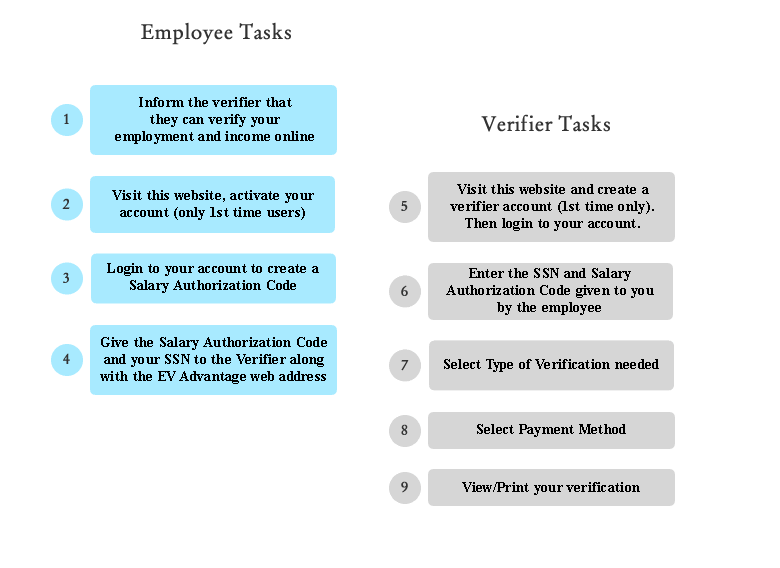 Employee Tasks
1
Inform the verifier that
they can verify your
employment and income online
2
Visit this website, activate your
account (only 1st time users)
3
Login to your account to create a
Salary Authorization Code
4
Give the Salary Authorization Code
and your SSN to the Verifier along
with the EV Advantage web address
Verifier Tasks
5
Visit this website and create a
verifier account (1st time only).
Then login to your account.
6
Enter the SSN and Salary
Authorization Code given to you
by the employee
7
Select Type of Verification needed
8
Select Payment Method
9
View/Print your verification